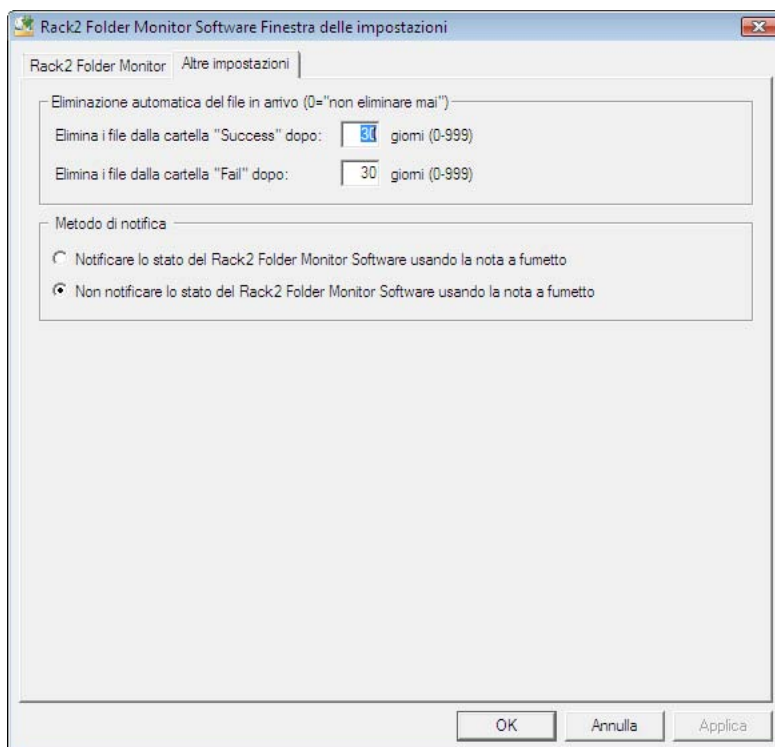 Rack2 Folder Monitor Software Finestra delle impostazioni
Rack2 Folder Monitor
Altre impostazioni
Eliminazione automatica del file in arrivo (0="non eliminare mai")
Elimina i file dalla cartella "Success" dopo: 30 giorni (0-999)
Elimina i file dalla cartella "Fail" dopo: 30 giorni (0-999)
Metodo di notifica
Notificare lo stato del Rack2 Folder Monitor Software usando la nota a fumetto
Non notificare lo stato del Rack2 Folder Monitor Software usando la nota a fumetto
OK Annulla Applica